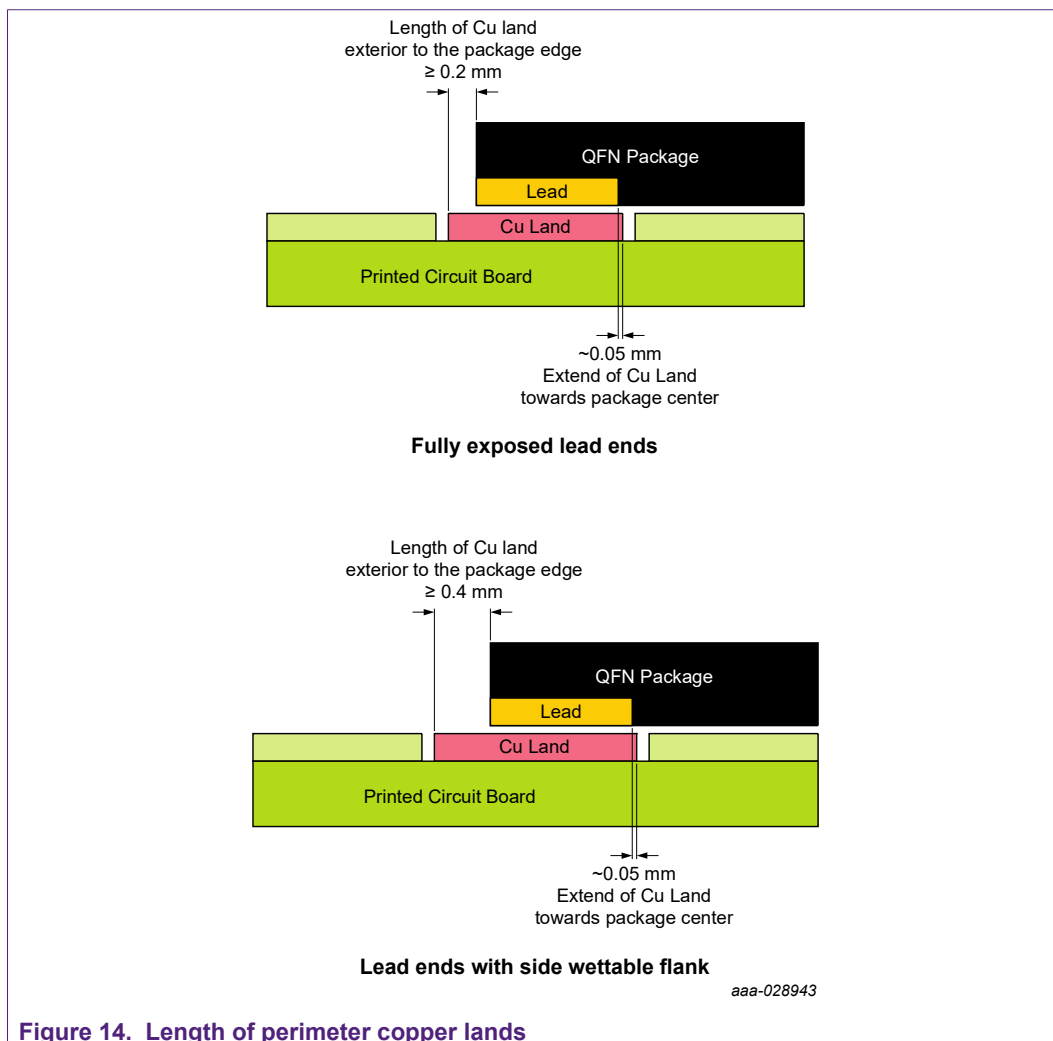 Length of Cu land
exterior to the package edge
≥ 0.2 mm
QFN Package
Lead
Cu Land
Printed Circuit Board
~0.05 mm
Extend of Cu Land
towards package center
Fully exposed lead ends
Length of Cu land
exterior to the package edge
≥ 0.4 mm
QFN Package
Lead
Cu Land
Printed Circuit Board
~0.05 mm
Extend of Cu Land
towards package center
Lead ends with side wettable flank
aaa-028943
Figure 14. Length of perimeter copper lands